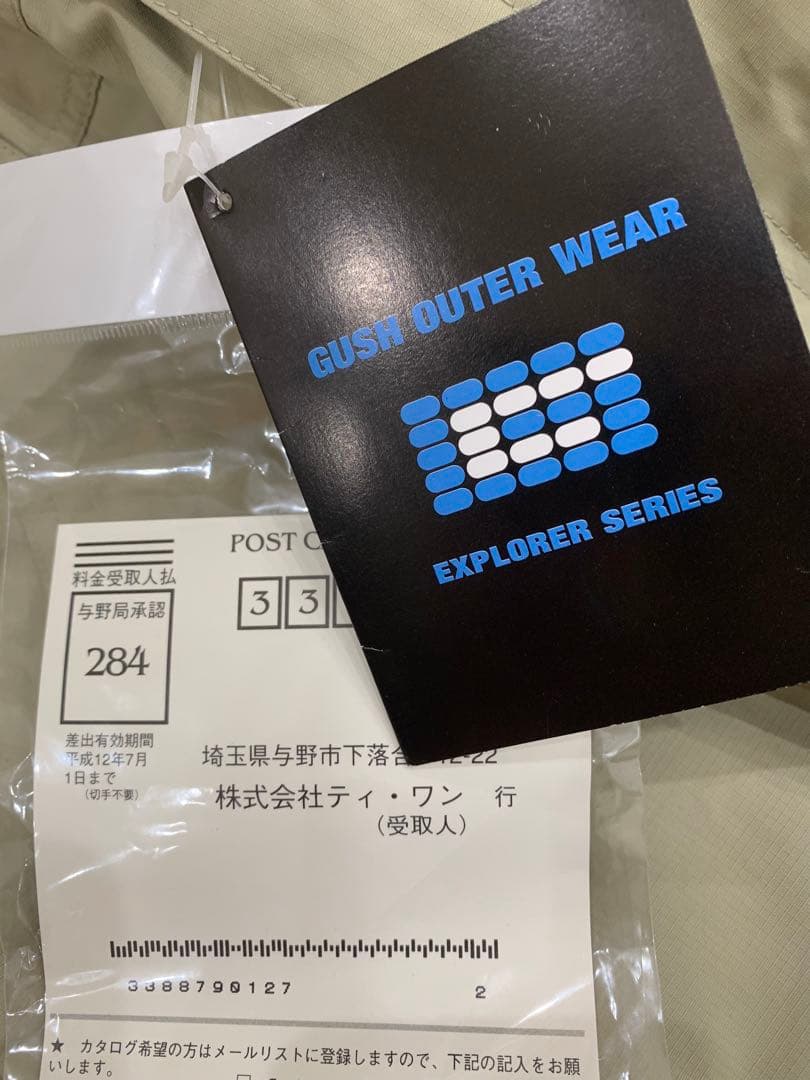 GUSH OUTER WEAR
EXPLORER SERIES
POST C
料金受取人払
与野局承認
284
差出有効期間
平成12年7月
1日まで
(切手不要)
3 3
埼玉県与野市下落合 12-22
株式会社ティ・ワン 行
(受取人)
3388790127 2
★ カタログ希望の方はメールリストに登録しますので、下記の記入をお願
いします。